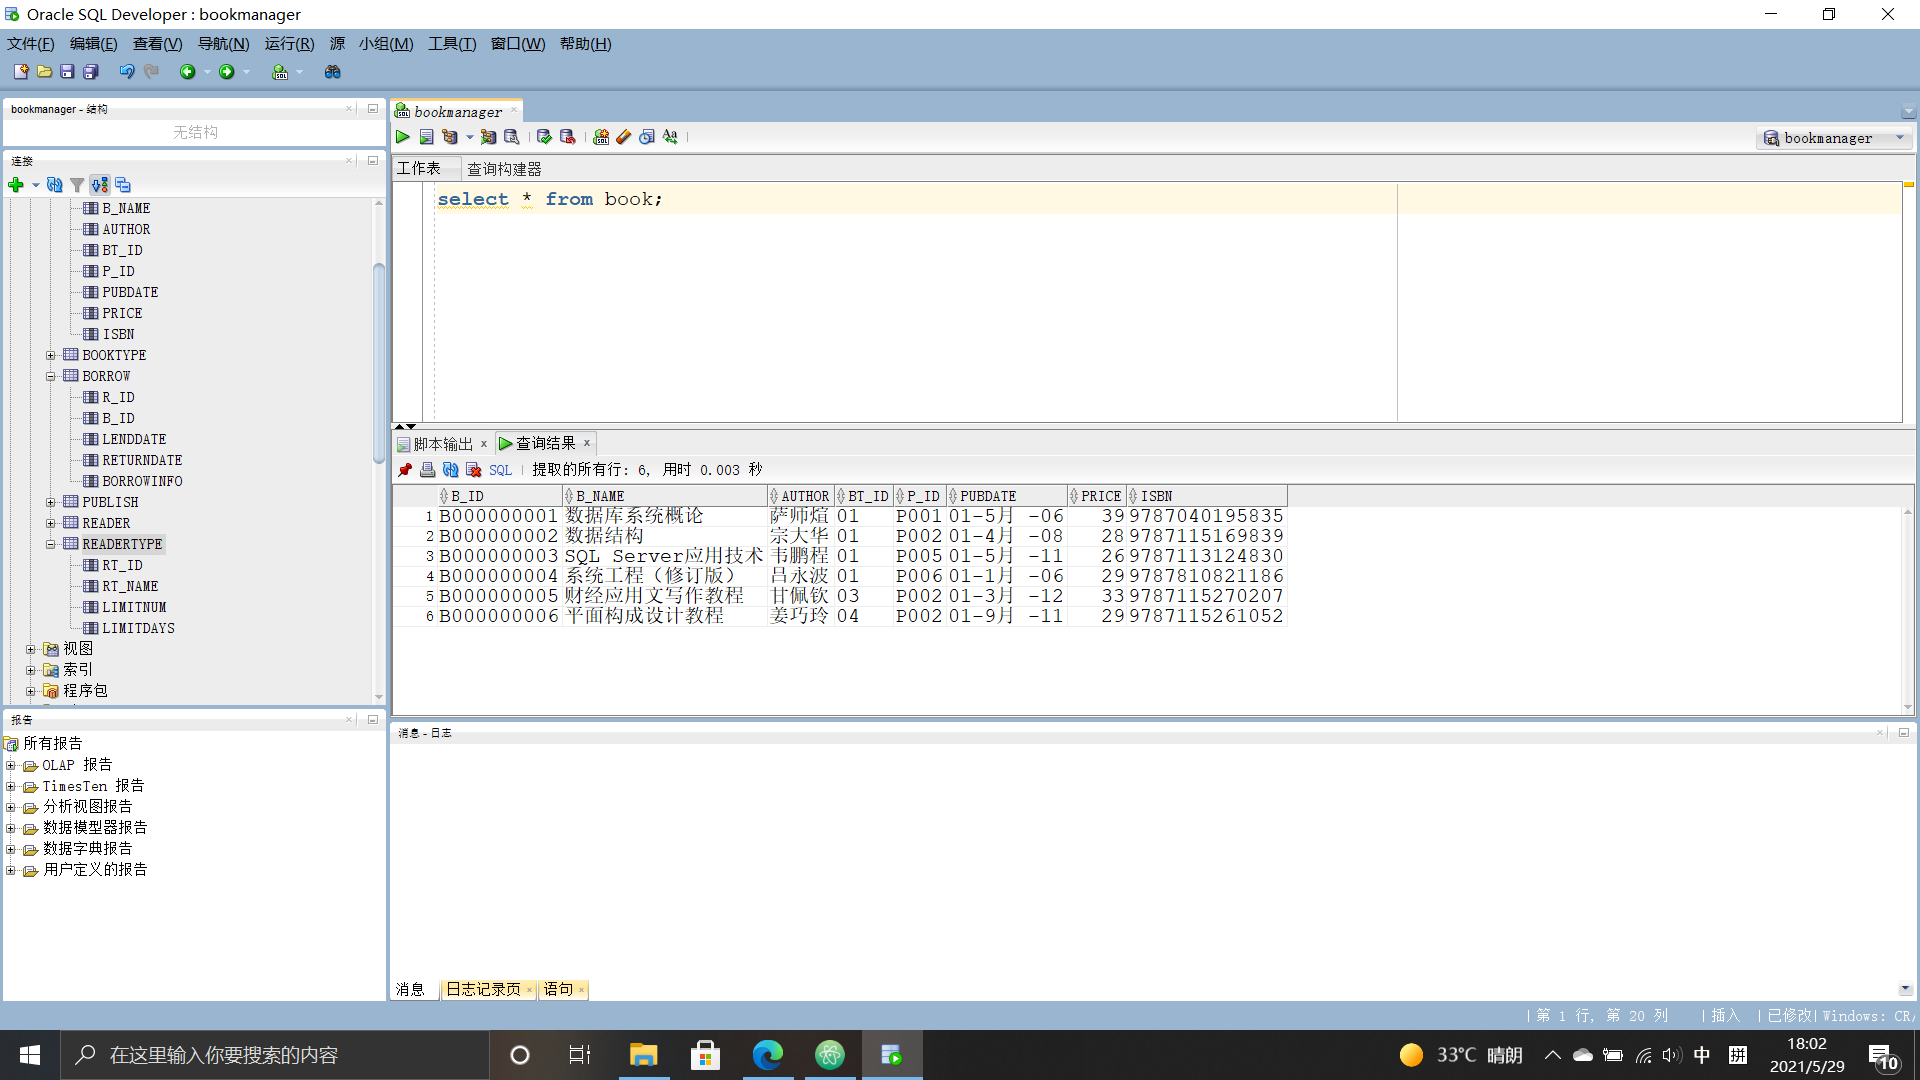 Oracle SQL Developer : bookmanager
文件(F) 编辑(E) 查看(V) 导航(N) 运行(R) 源 小组(M) 工具(T) 窗口(W) 帮助(H)
bookmanager - 结构
无结构
连接
B_NAME
AUTHOR
BT_ID
P_ID
PUBDATE
PRICE
ISBN
BOOKTYPE
BORROW
R_ID
B_ID
LENDDATE
RETURNDATE
BORROWINFO
PUBLISH
READER
READERTYPE
RT_ID
RT_NAME
LIMITNUM
LIMITDAYS
视图
索引
程序包
报告
所有报告
OLAP 报告
TimesTen 报告
分析视图报告
数据模型器报告
数据字典报告
用户定义的报告
bookmanager
bookmanager
工作表 查询构建器
select * from book;
脚本输出 查询结果
SQL 提取的所有行: 6, 用时 0.003 秒
B_ID B_NAME AUTHOR BT_ID P_ID PUBDATE PRICE ISBN
1 B000000001 数据库系统概论 萨师煊 01 P001 01-5月 -06 39 9787040195835
2 B000000002 数据结构 宗大华 01 P002 01-4月 -08 28 9787115169839
3 B000000003 SQL Server应用技术 韦鹏程 01 P005 01-5月 -11 26 9787113124830
4 B000000004 系统工程（修订版） 吕永波 01 P006 01-1月 -06 29 9787810821186
5 B000000005 财经应用文写作教程 甘佩钦 03 P002 01-3月 -12 33 9787115270207
6 B000000006 平面构成设计教程 姜巧玲 04 P002 01-9月 -11 29 9787115261052
消息 - 日志
消息 日志记录页 语句
第 1 行, 第 20 列 插入 已修改 Windows: CR/
在这里输入你要搜索的内容
33°C 晴朗
中 拼
18:02
2021/5/29
10